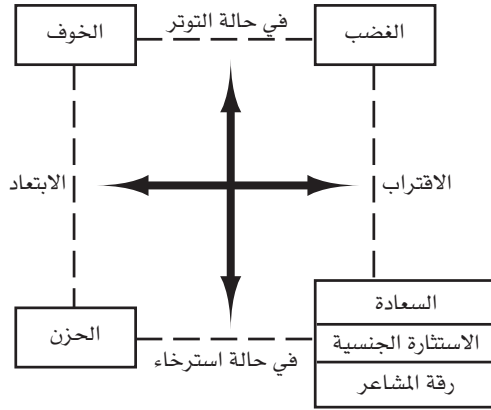 الغضب
في حالة التوتر
الخوف
الاقتراب
الابتعاد
السعادة
الاستثارة الجنسية
رقة المشاعر
في حالة استرخاء
الحزن